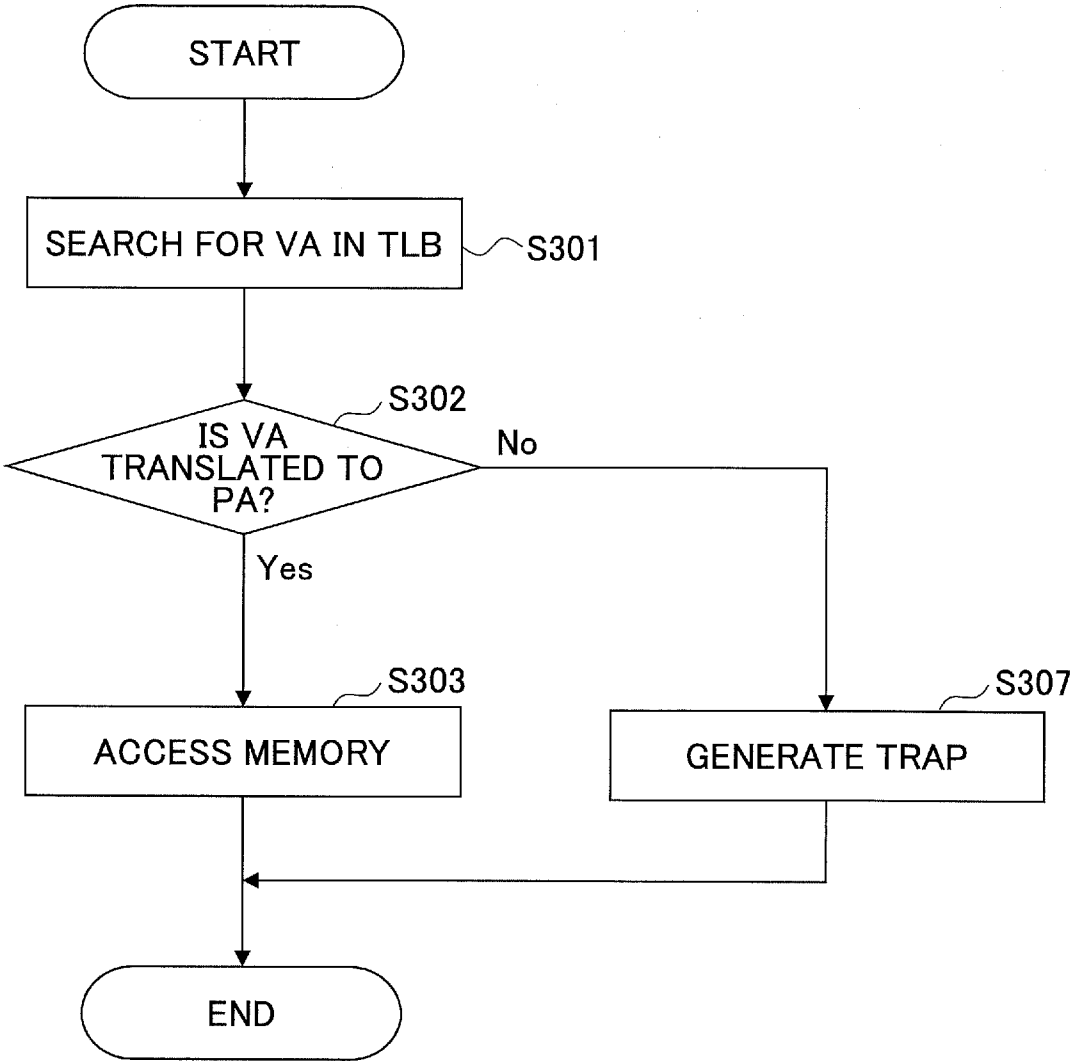 START
SEARCH FOR VA IN TLB
S301
S302
IS VA
TRANSLATED TO
PA?
No
Yes
S303
ACCESS MEMORY
S307
GENERATE TRAP
END